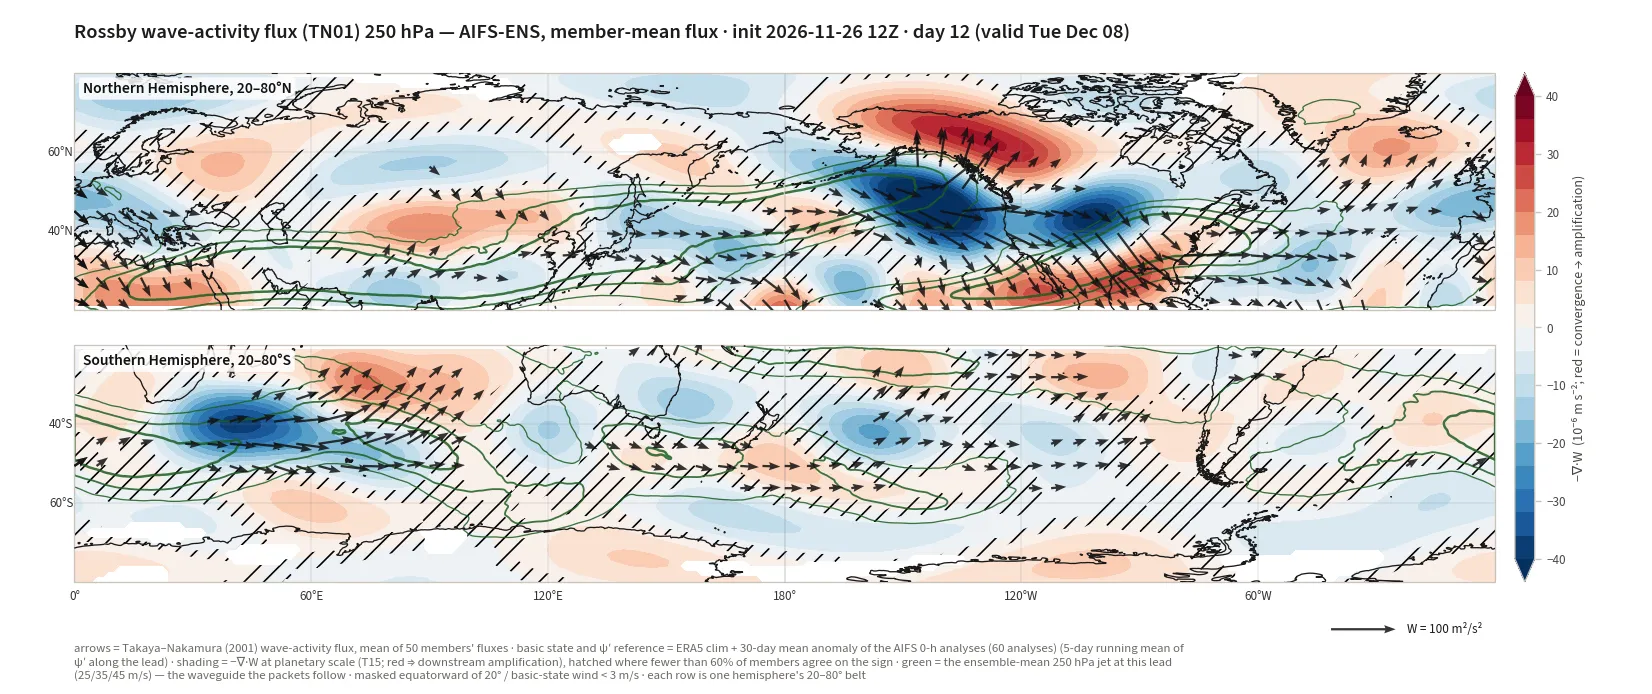 Rossby wave-activity flux (TN01) 250 hPa — AIFS-ENS, member-mean flux · init 2026-11-26 12Z · day 12 (valid Tue Dec 08)
Northern Hemisphere, 20–80°N
60°N
40°N
Southern Hemisphere, 20–80°S
40°S
60°S
0°
60°E
120°E
180°
120°W
60°W
40
30
20
10
0
−10
−20
−30
−40
−∇·W (10⁻⁶ m s⁻²; red = convergence → amplification)
W = 100 m²/s²
arrows = Takaya–Nakamura (2001) wave-activity flux, mean of 50 members' fluxes · basic state and ψ' reference = ERA5 clim + 30-day mean anomaly of the AIFS 0-h analyses (60 analyses) (5-day running mean of
ψ' along the lead) · shading = −∇·W at planetary scale (T15; red ⇒ downstream amplification), hatched where fewer than 60% of members agree on the sign · green = the ensemble-mean 250 hPa jet at this lead
(25/35/45 m/s) — the waveguide the packets follow · masked equatorward of 20° / basic-state wind < 3 m/s · each row is one hemisphere's 20–80° belt